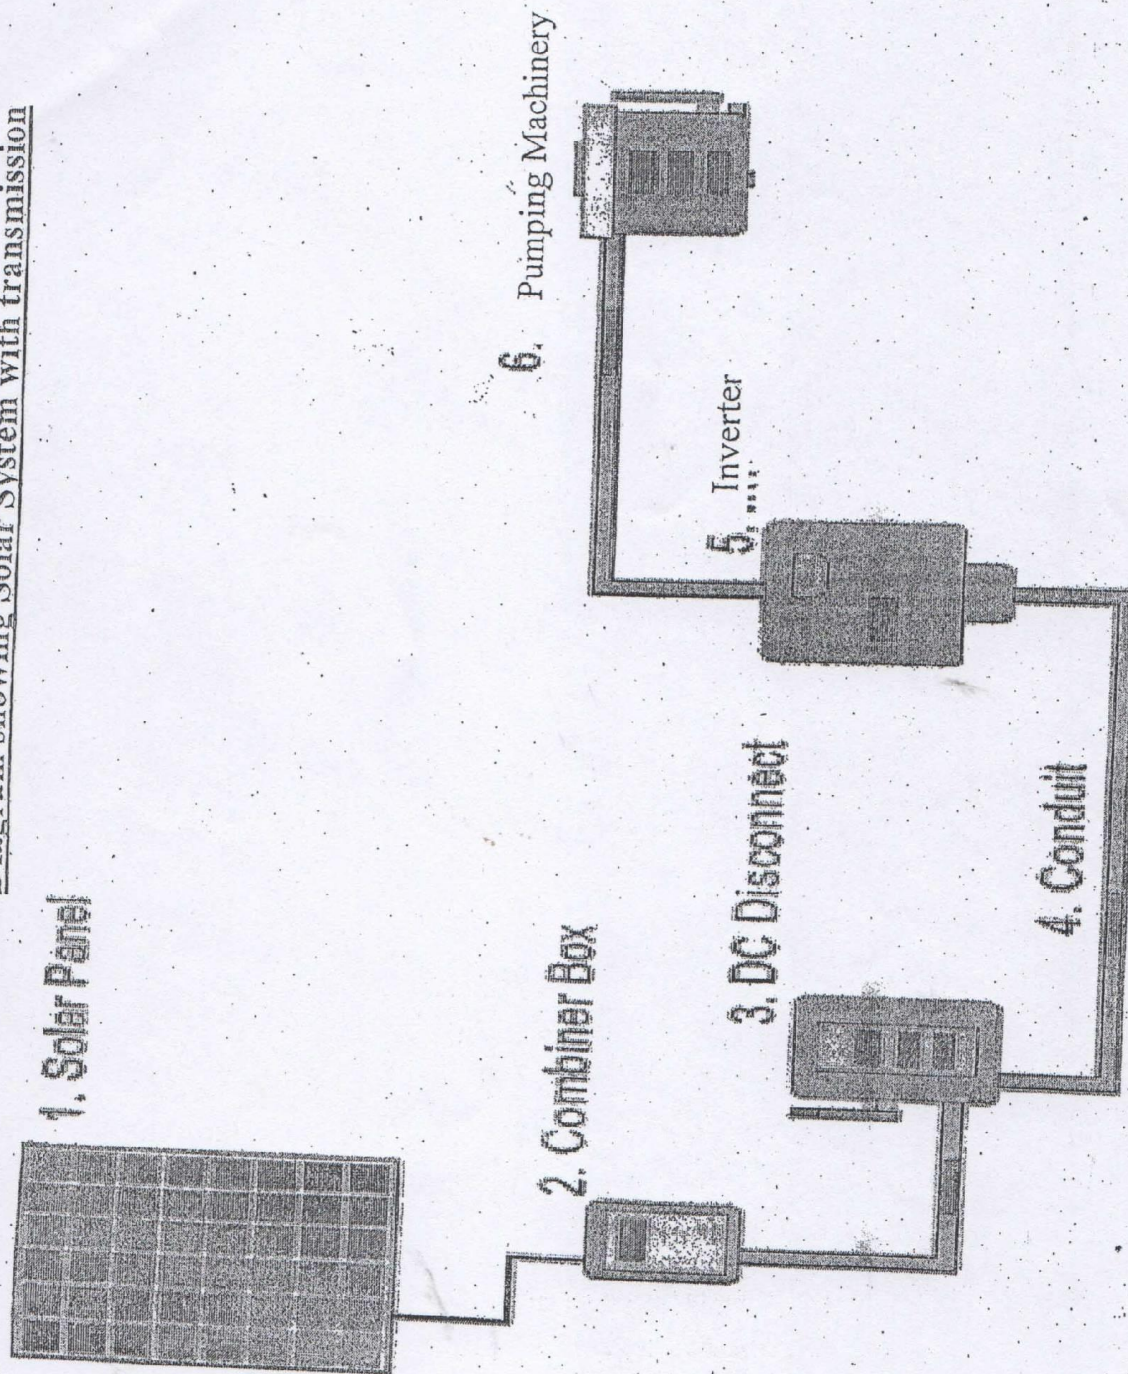 Diagram showing Solar System with transmission
1. Solar Panel
2. Combiner Box
3. DC Disconnect
4. Conduit
5. Inverter
6. Pumping Machinery